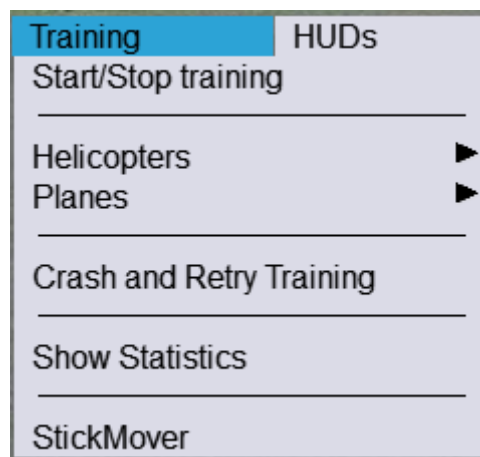 Training HUDs
Start/Stop training
Helicopters
Planes
Crash and Retry Training
Show Statistics
StickMover